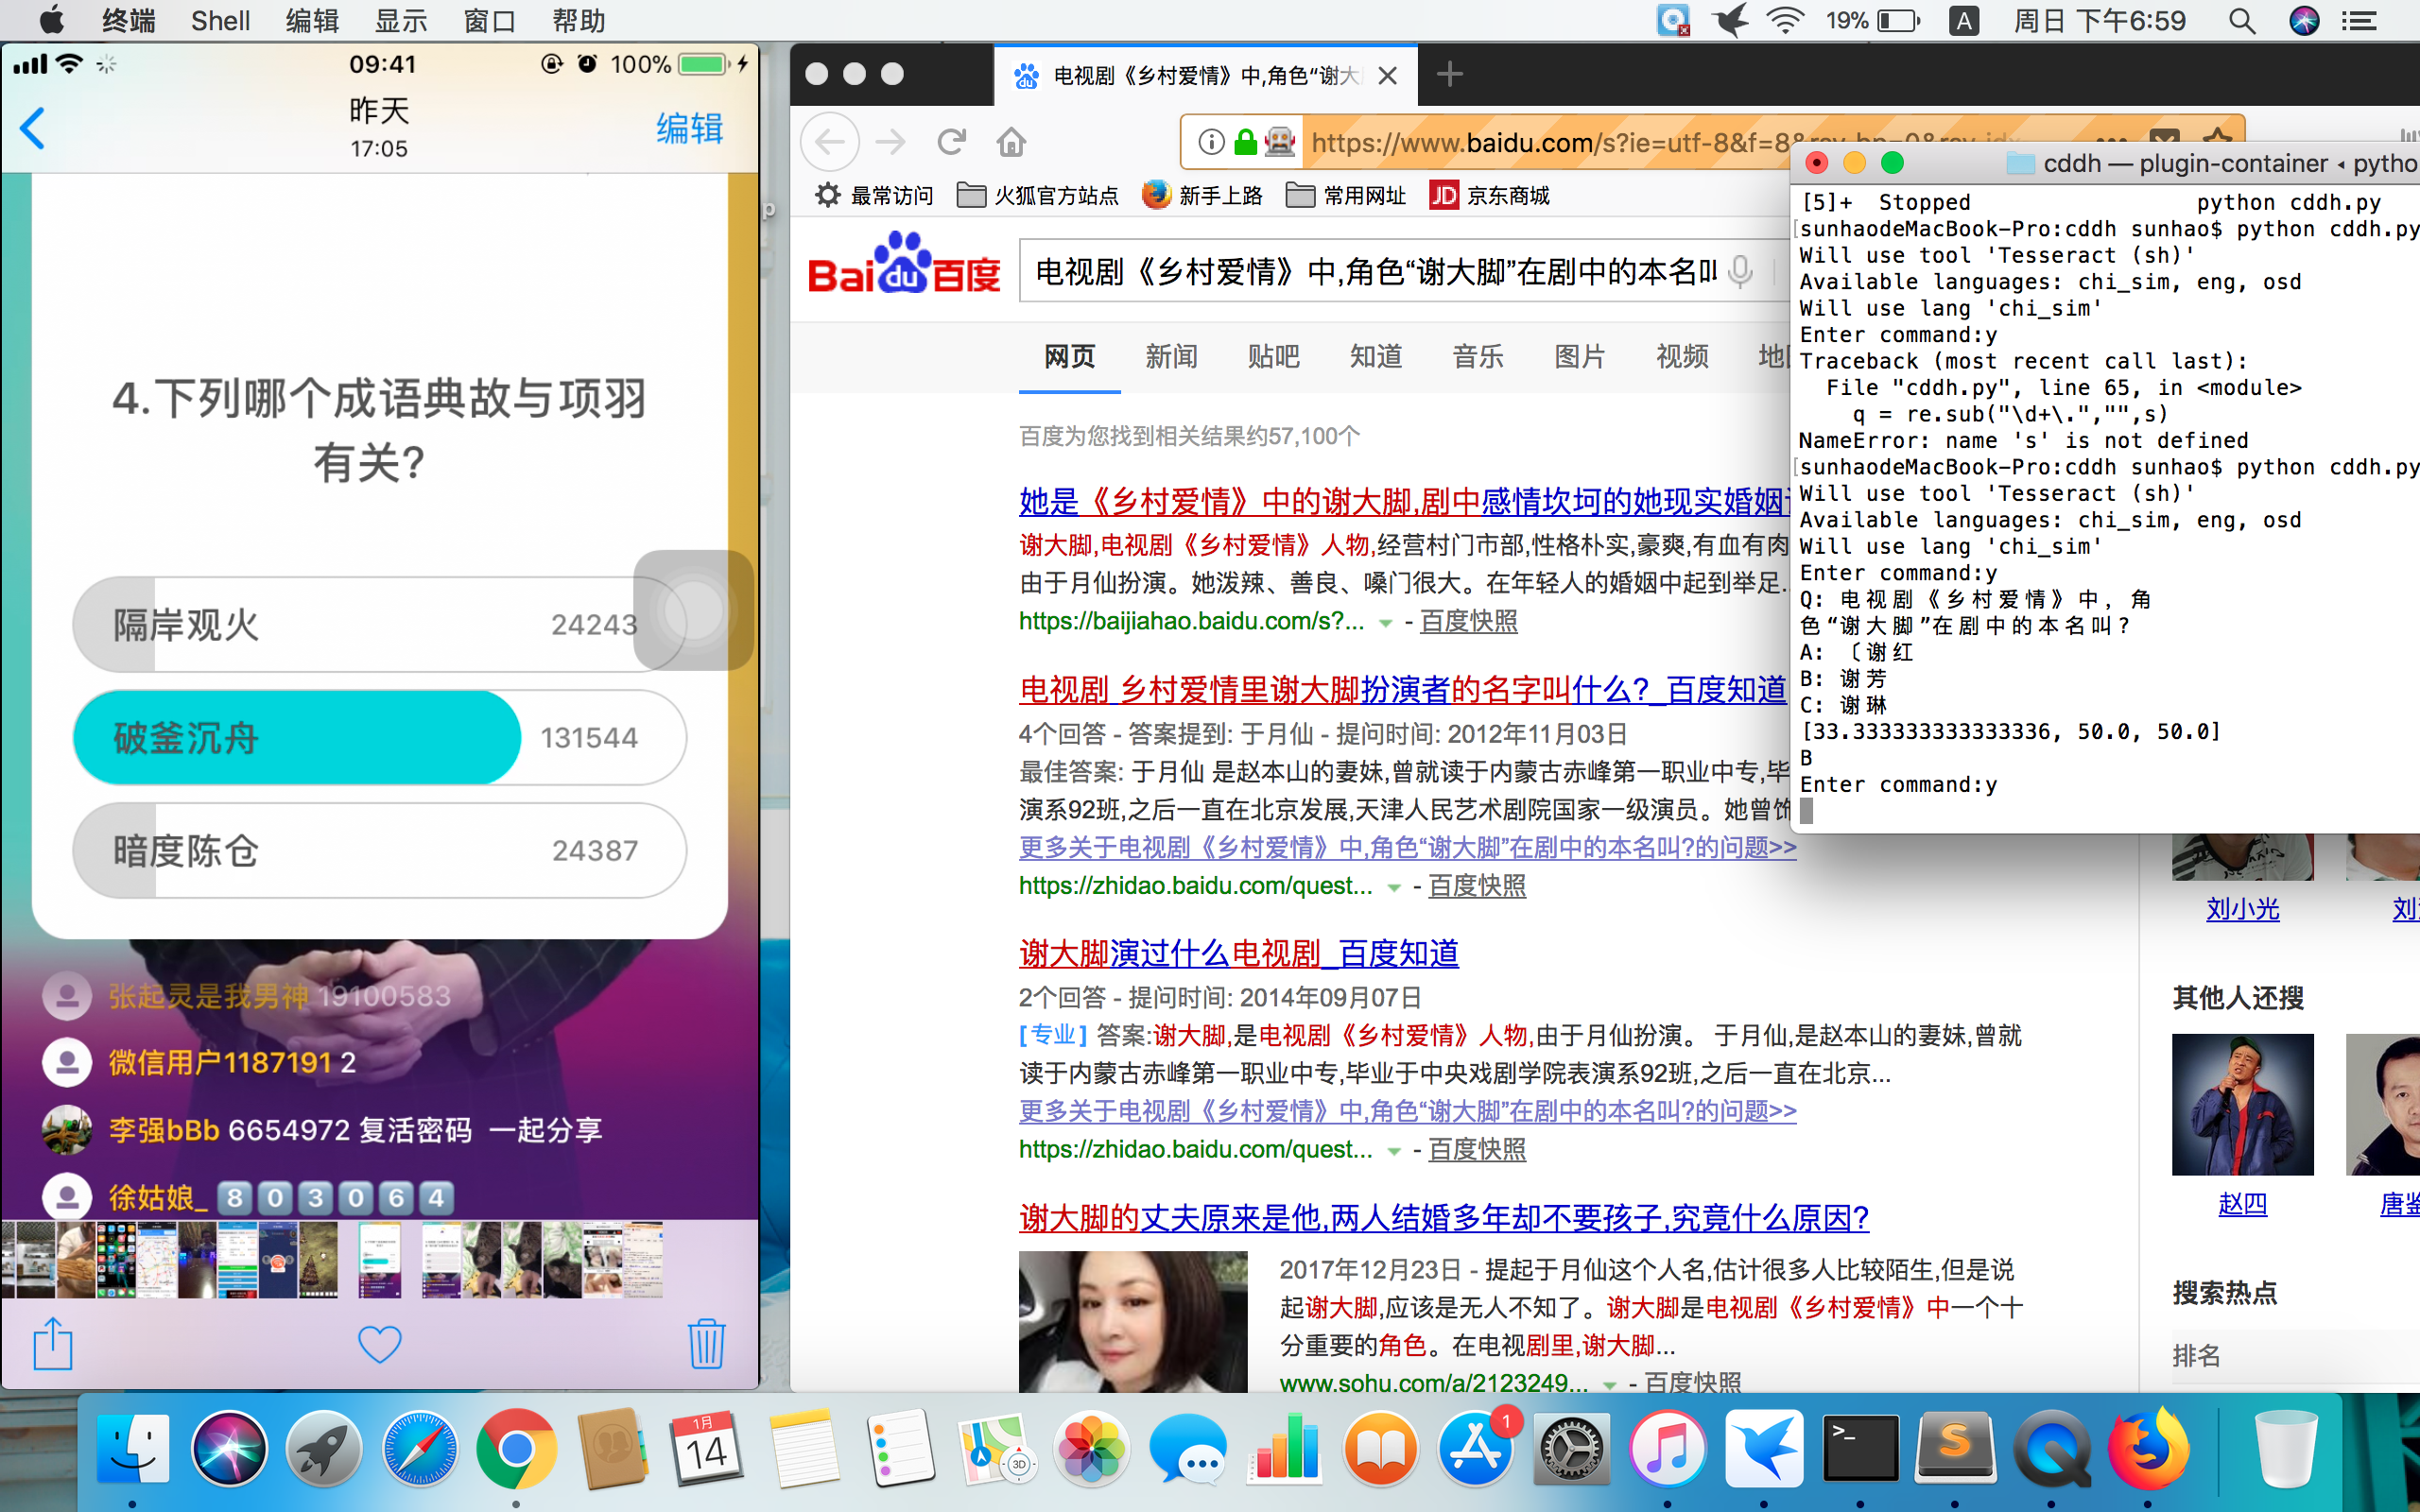 终端 Shell 编辑 显示 窗口 帮助
19% A 周日 下午6:59
09:41 100%
昨天
17:05
编辑
4.下列哪个成语典故与项羽
有关?
隔岸观火 24243
破釜沉舟 131544
暗度陈仓 24387
张起灵是我男神 19100583
微信用户1187191 2
李强bBb 6654972 复活密码 一起分享
徐姑娘_ 8 0 3 0 6 4
电视剧《乡村爱情》中,角色“谢大
https://www.baidu.com/s?ie=utf-8&f=8&rsv_bp=0&rsv_idx
最常访问 火狐官方站点 新手上路 常用网址 JD 京东商城
Bai du 百度
电视剧《乡村爱情》中,角色“谢大脚”在剧中的本名叫
网页 新闻 贴吧 知道 音乐 图片 视频
百度为您找到相关结果约57,100个
她是《乡村爱情》中的谢大脚,剧中感情坎坷的她现实婚姻
谢大脚,电视剧《乡村爱情》人物,经营村门市部,性格朴实,豪爽,有血有肉
由于月仙扮演。她泼辣、善良、嗓门很大。在年轻人的婚姻中起到举足..
https://baijiahao.baidu.com/s?... - 百度快照
电视剧 乡村爱情里谢大脚扮演者的名字叫什么?_百度知道
4个回答 - 答案提到: 于月仙 - 提问时间: 2012年11月03日
最佳答案: 于月仙 是赵本山的妻妹,曾就读于内蒙古赤峰第一职业中专,毕
演系92班,之后一直在北京发展,天津人民艺术剧院国家一级演员。她曾饰
更多关于电视剧《乡村爱情》中,角色“谢大脚”在剧中的本名叫?的问题>>
https://zhidao.baidu.com/quest... - 百度快照
谢大脚演过什么电视剧_百度知道
2个回答 - 提问时间: 2014年09月07日
[专业] 答案:谢大脚,是电视剧《乡村爱情》人物,由于月仙扮演。 于月仙,是赵本山的妻妹,曾就
读于内蒙古赤峰第一职业中专,毕业于中央戏剧学院表演系92班,之后一直在北京...
更多关于电视剧《乡村爱情》中,角色“谢大脚”在剧中的本名叫?的问题>>
https://zhidao.baidu.com/quest... - 百度快照
谢大脚的丈夫原来是他,两人结婚多年却不要孩子,究竟什么原因?
2017年12月23日 - 提起于月仙这个人名,估计很多人比较陌生,但是说
起谢大脚,应该是无人不知了。谢大脚是电视剧《乡村爱情》中一个十
分重要的角色。在电视剧里,谢大脚...
www.sohu.com/a/2123249... - 百度快照
刘小光
其他人还搜
赵四
搜索热点
排名
cddh — plugin-container ◂ pytho
[5]+  Stopped                 python cddh.py
sunhaodeMacBook-Pro:cddh sunhao$ python cddh.py
Will use tool 'Tesseract (sh)'
Available languages: chi_sim, eng, osd
Will use lang 'chi_sim'
Enter command:y
Traceback (most recent call last):
File "cddh.py", line 65, in <module>
q = re.sub("\d+\.","",s)
NameError: name 's' is not defined
sunhaodeMacBook-Pro:cddh sunhao$ python cddh.py
Will use tool 'Tesseract (sh)'
Available languages: chi_sim, eng, osd
Will use lang 'chi_sim'
Enter command:y
Q: 电视剧《乡村爱情》中, 角
色“谢大脚”在剧中的本名叫?
A: 〔谢红
B: 谢芳
C: 谢琳
[33.333333333333336, 50.0, 50.0]
B
Enter command:y
1月
14
3D
1